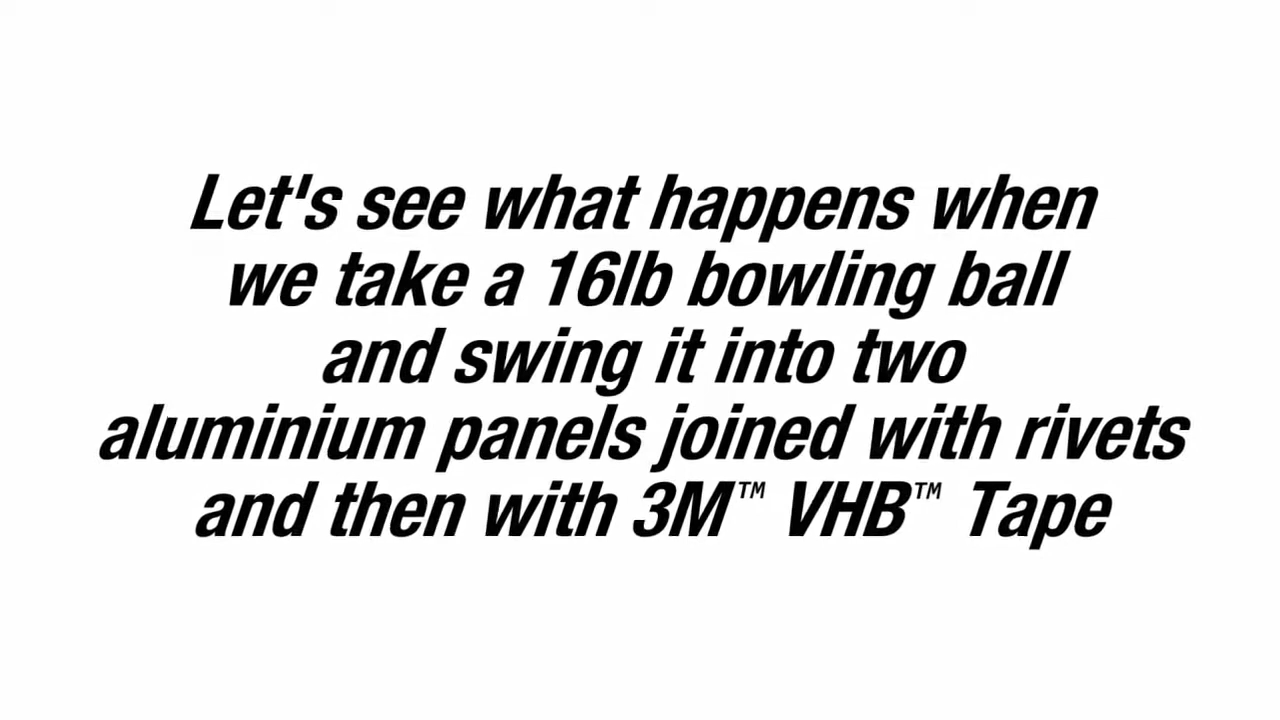 Let's see what happens when
we take a 16lb bowling ball
and swing it into two
aluminium panels joined with rivets
and then with 3M™ VHB™ Tape